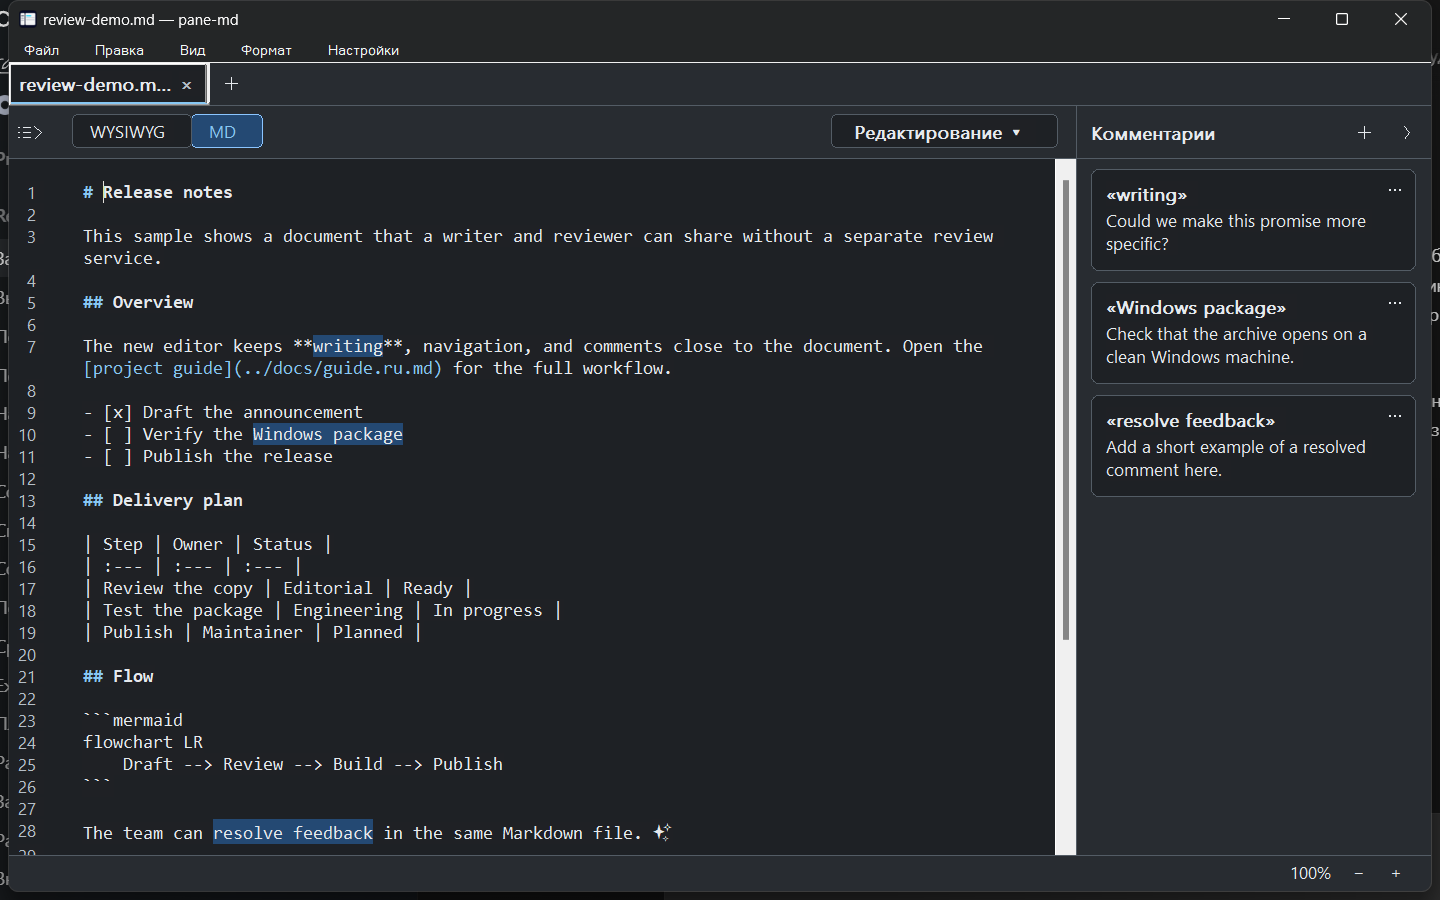 review-demo.md — pane-md
Файл Правка Вид Формат Настройки
review-demo.m... × +
WYSIWYG MD Редактирование ▾
1 # Release notes
2
3 This sample shows a document that a writer and reviewer can share without a separate review
service.
4
5 ## Overview
6
7 The new editor keeps **writing**, navigation, and comments close to the document. Open the
[project guide](../docs/guide.ru.md) for the full workflow.
8
9 - [x] Draft the announcement
10 - [ ] Verify the Windows package
11 - [ ] Publish the release
12
13 ## Delivery plan
14
15 | Step | Owner | Status |
16 | :--- | :--- | :--- |
17 | Review the copy | Editorial | Ready |
18 | Test the package | Engineering | In progress |
19 | Publish | Maintainer | Planned |
20
21 ## Flow
22
23 ```mermaid
24 flowchart LR
25     Draft --> Review --> Build --> Publish
26 ```
27
28 The team can resolve feedback in the same Markdown file. ✨
Комментарии +
«writing» ...
Could we make this promise more
specific?
«Windows package» ...
Check that the archive opens on a
clean Windows machine.
«resolve feedback» ...
Add a short example of a resolved
comment here.
100% − +